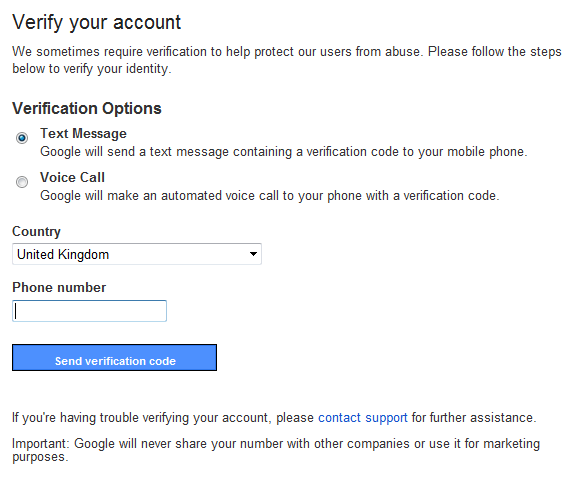 Verify your account
We sometimes require verification to help protect our users from abuse. Please follow the steps
below to verify your identity.
Verification Options
Text Message
Google will send a text message containing a verification code to your mobile phone.
Voice Call
Google will make an automated voice call to your phone with a verification code.
Country
United Kingdom
Phone number
Send verification code
If you're having trouble verifying your account, please contact support for further assistance.
Important: Google will never share your number with other companies or use it for marketing
purposes.